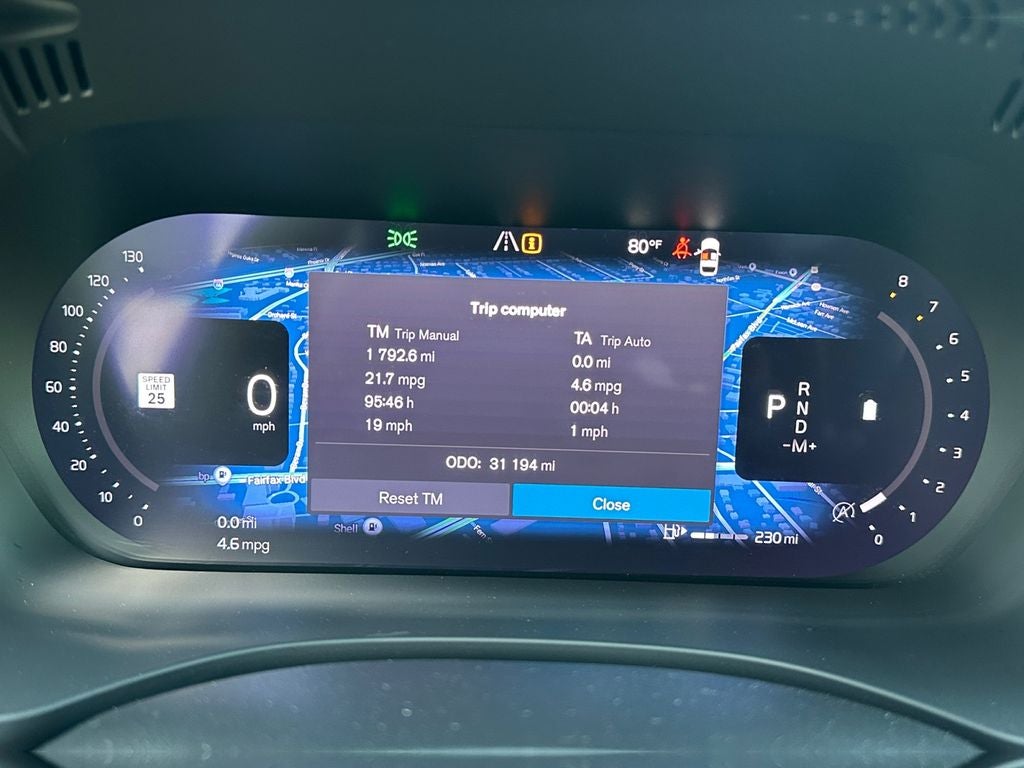 130
120
100
80
60
40
20
10
0
SPEED
LIMIT
25
0
mph
80°F
Trip computer
TM Trip Manual
1 792.6 mi
21.7 mpg
95:46 h
19 mph
TA Trip Auto
0.0 mi
4.6 mpg
00:04 h
1 mph
ODO: 31 194 mi
Reset TM
Close
Orchard St
bp
Fairfax Blvd
Shell
0.0 mi
4.6 mpg
P
R
N
D
-M+
8
7
6
5
4
3
2
1
0
A
230 mi